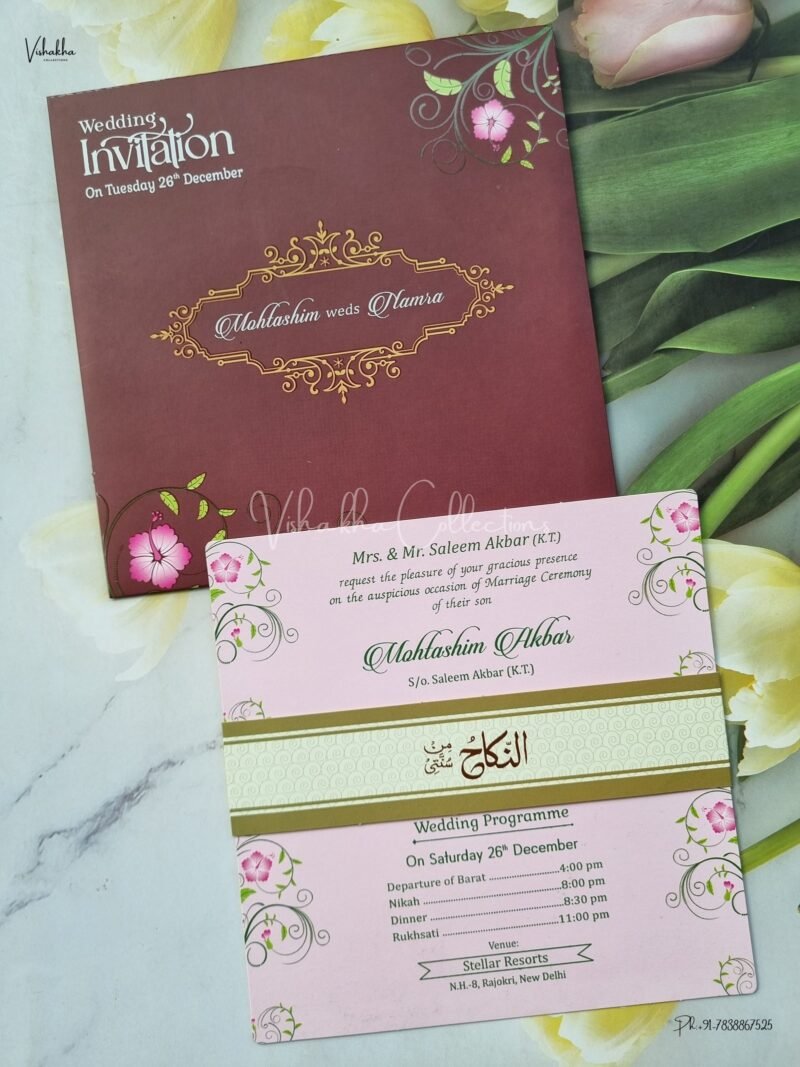 Vishakha
COLLECTIONS
Wedding
Invitation
On Tuesday 26th December
Mohtashim weds Namra
Vishakha Collections
Mrs. & Mr. Saleem Akbar (K.T.)
request the pleasure of your gracious presence
on the auspicious occasion of Marriage Ceremony
of their son
Mohtashim Akbar
S/o. Saleem Akbar (K.T.)
النِّكَاحُ مِنْ سُنَّتِيْ
Wedding Programme
On Saturday 26th December
Departure of Barat ........................4:00 pm
Nikah ................................................8:00 pm
Dinner ..............................................8:30 pm
Rukhsati ..........................................11:00 pm
Venue:
Stellar Resorts
N.H.-8, Rajokri, New Delhi
Ph.+91-7838867525